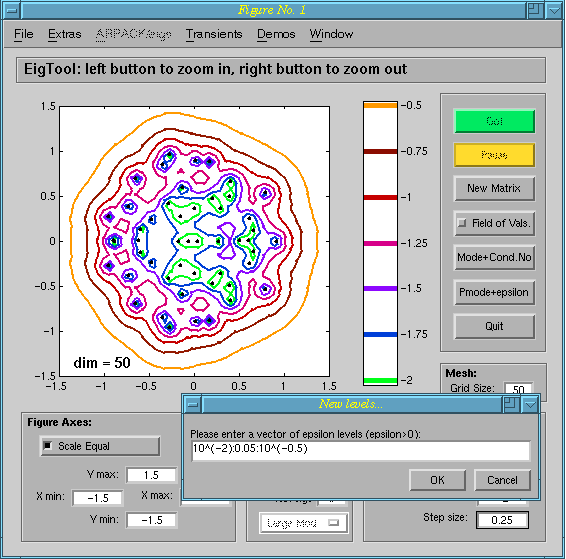 Figure No. 1
File Extras ARPACK/eigs Transients Demos Window
EigTool: left button to zoom in, right button to zoom out
1.5
1
0.5
0
−0.5
−1
−1.5
−1.5 −1 −0.5 0 0.5 1 1.5
dim = 50
−0.5
−0.75
−1
−1.25
−1.5
−1.75
−2
Go!
Pause
New Matrix
Field of Vals.
Mode+Cond.No
Pmode+epsilon
Quit
Mesh:
Grid Size: 50
New levels...
Please enter a vector of epsilon levels (epsilon>0):
10^(−2):0.05:10^(−0.5)
OK Cancel
Figure Axes:
Scale Equal
Y max: 1.5
X min: −1.5 X max:
Y min: −1.5
Large Mod
Step size: 0.25